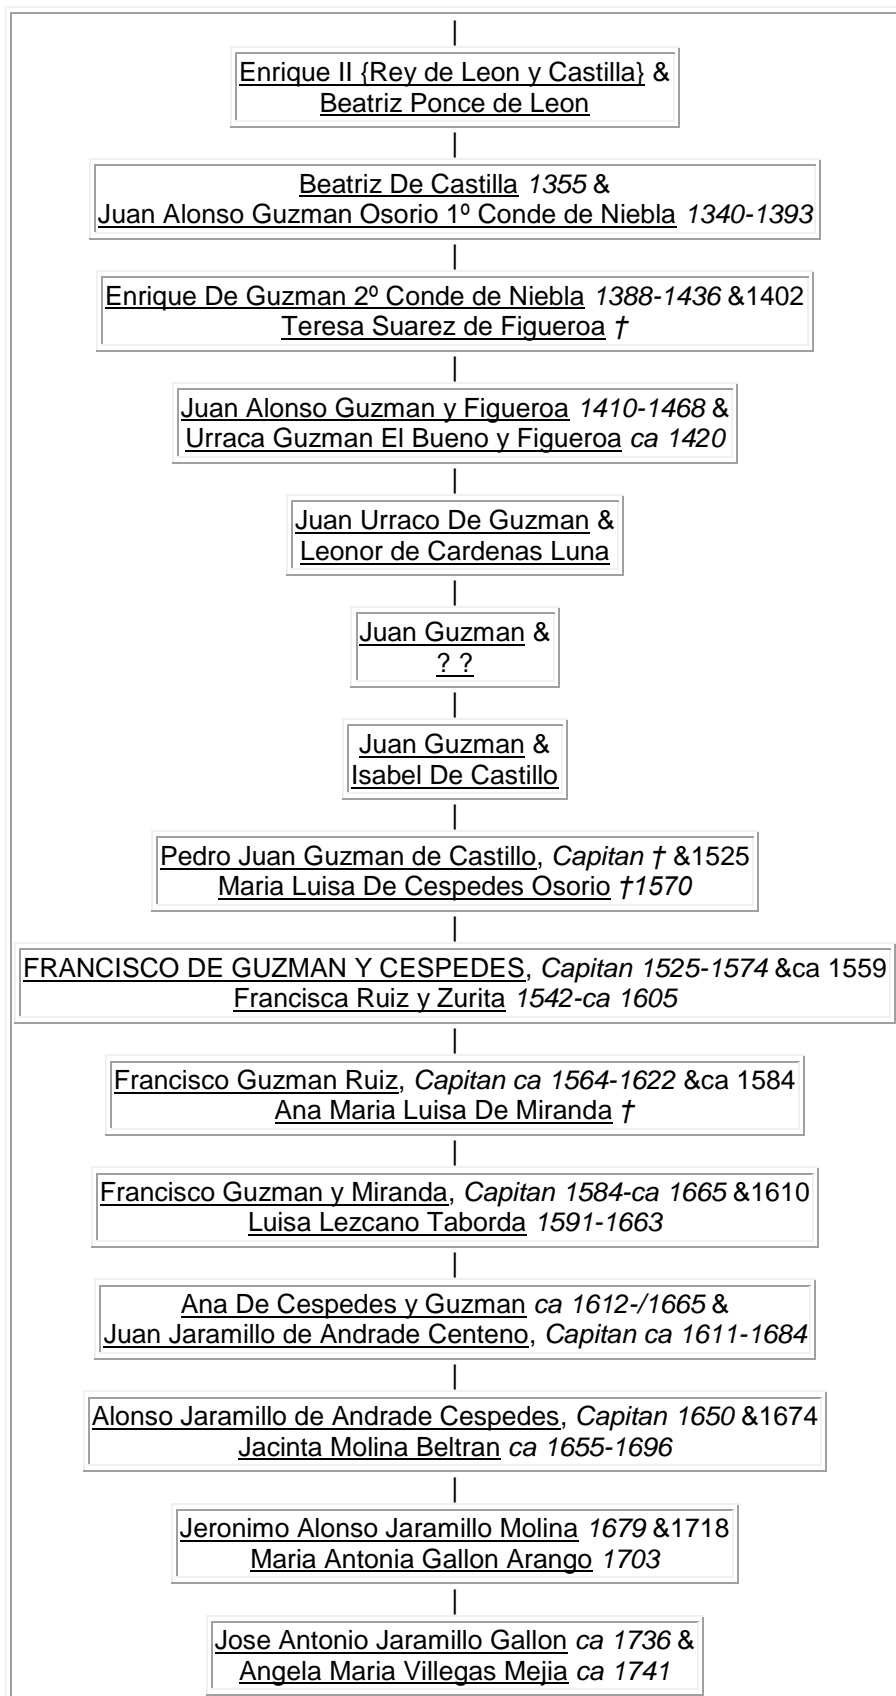 Enrique II {Rey de Leon y Castilla} &
Beatriz Ponce de Leon
Beatriz De Castilla 1355 &
Juan Alonso Guzman Osorio 1º Conde de Niebla 1340-1393
Enrique De Guzman 2º Conde de Niebla 1388-1436 &1402
Teresa Suarez de Figueroa †
Juan Alonso Guzman y Figueroa 1410-1468 &
Urraca Guzman El Bueno y Figueroa ca 1420
Juan Urraco De Guzman &
Leonor de Cardenas Luna
Juan Guzman &
? ?
Juan Guzman &
Isabel De Castillo
Pedro Juan Guzman de Castillo, Capitan † &1525
Maria Luisa De Cespedes Osorio †1570
FRANCISCO DE GUZMAN Y CESPEDES, Capitan 1525-1574 &ca 1559
Francisca Ruiz y Zurita 1542-ca 1605
Francisco Guzman Ruiz, Capitan ca 1564-1622 &ca 1584
Ana Maria Luisa De Miranda †
Francisco Guzman y Miranda, Capitan 1584-ca 1665 &1610
Luisa Lezcano Taborda 1591-1663
Ana De Cespedes y Guzman ca 1612-/1665 &
Juan Jaramillo de Andrade Centeno, Capitan ca 1611-1684
Alonso Jaramillo de Andrade Cespedes, Capitan 1650 &1674
Jacinta Molina Beltran ca 1655-1696
Jeronimo Alonso Jaramillo Molina 1679 &1718
Maria Antonia Gallon Arango 1703
Jose Antonio Jaramillo Gallon ca 1736 &
Angela Maria Villegas Mejia ca 1741